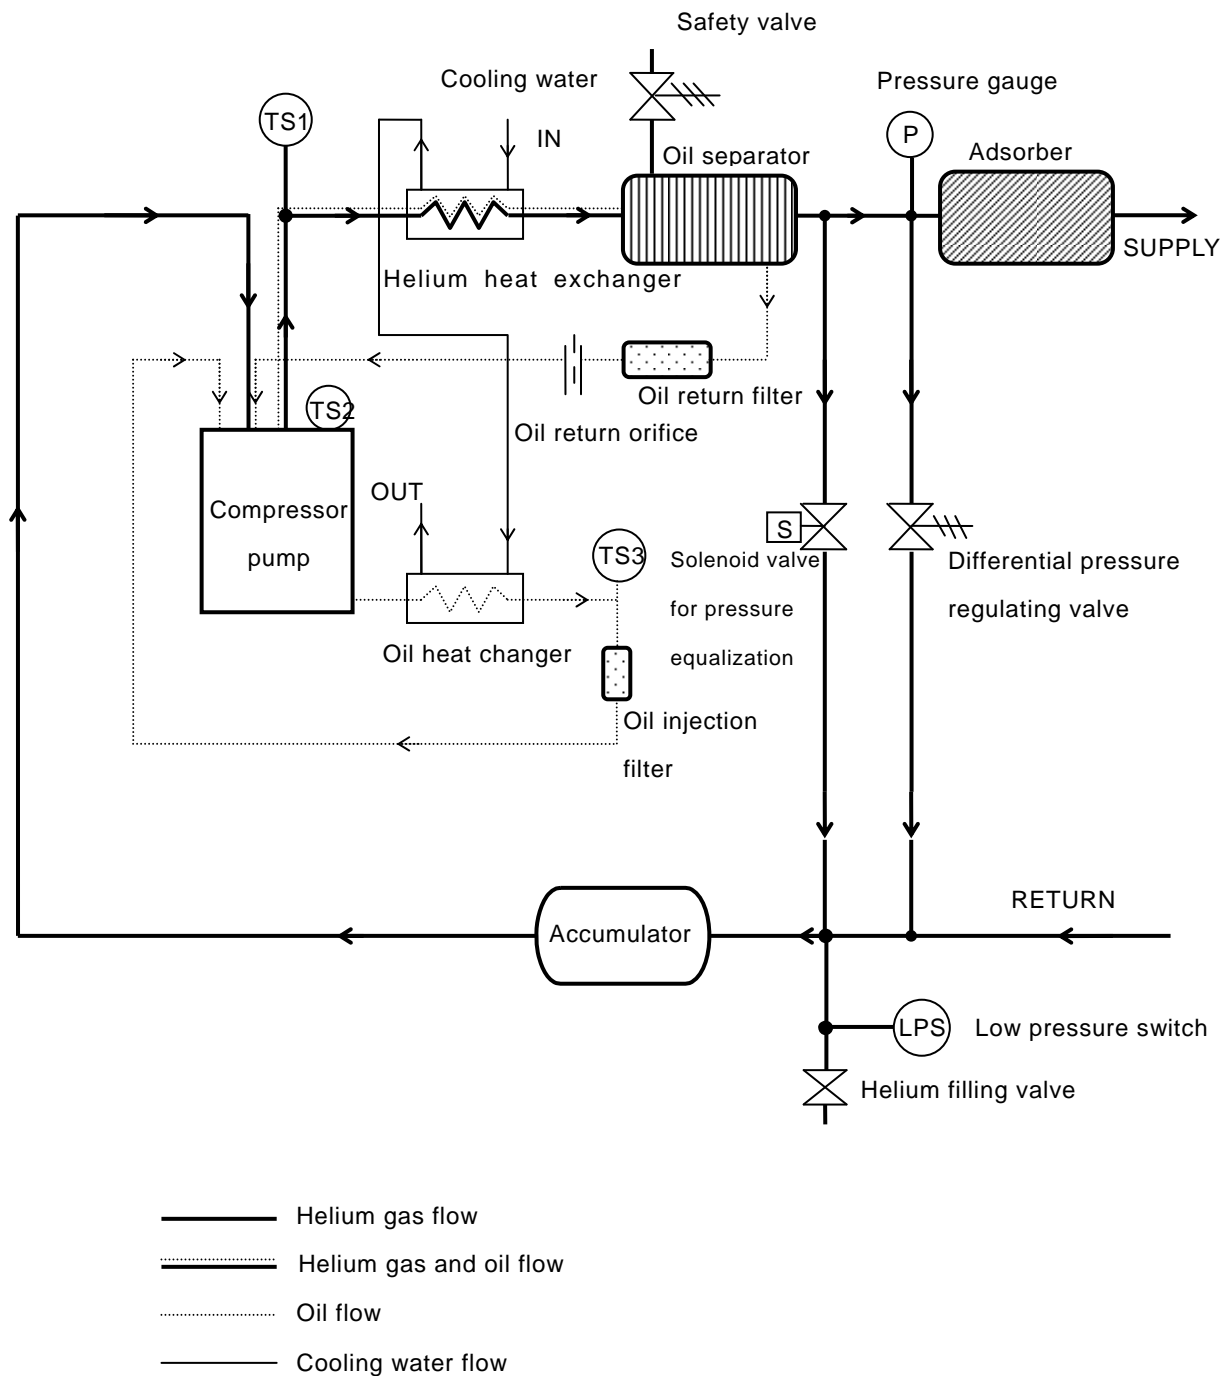 Safety valve
Cooling water
Pressure gauge
TS1
IN
P
Oil separator
Adsorber
SUPPLY
Helium heat exchanger
Oil return filter
TS2
Oil return orifice
OUT
Compressor
pump
S
TS3
Solenoid valve
for pressure
equalization
Differential pressure
regulating valve
Oil heat changer
Oil injection
filter
RETURN
Accumulator
LPS
Low pressure switch
Helium filling valve
Helium gas flow
Helium gas and oil flow
Oil flow
Cooling water flow